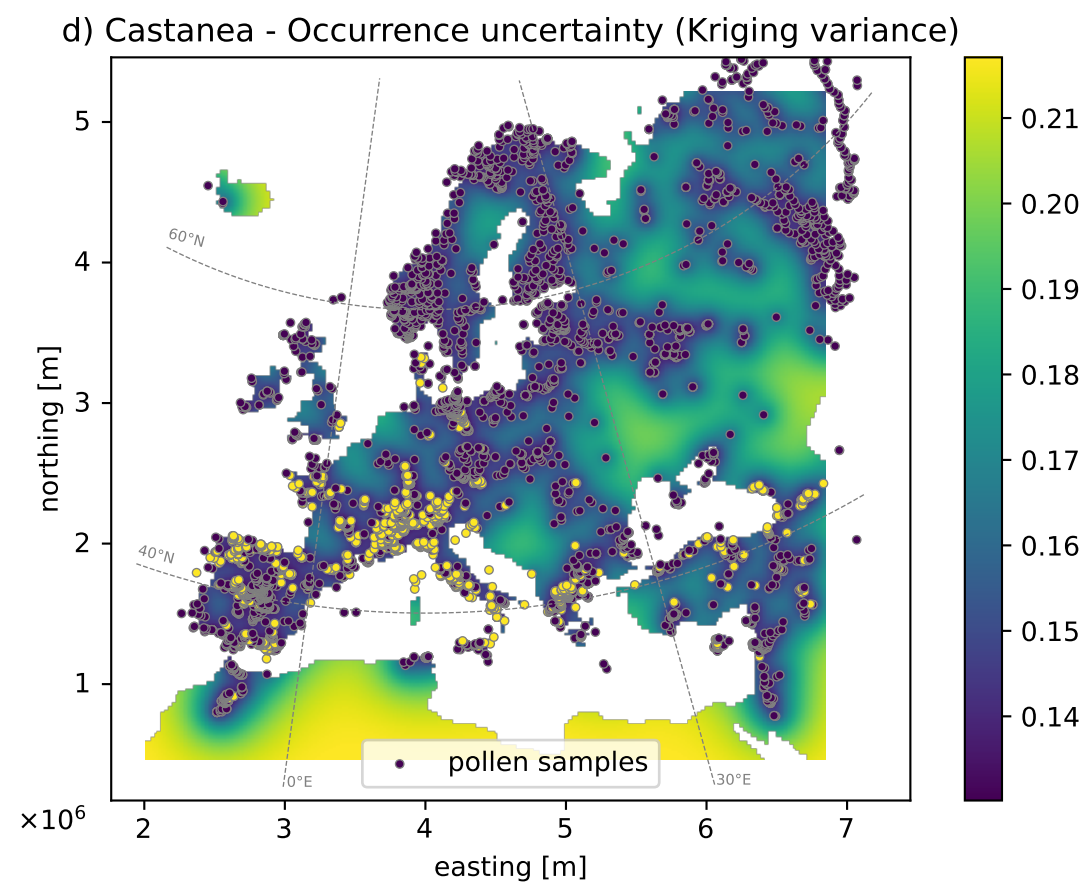 d) Castanea - Occurrence uncertainty (Kriging variance)
5
4
3
2
1
northing [m]
×10⁶
60°N
40°N
0°E
30°E
pollen samples
2 3 4 5 6 7
easting [m]
0.21
0.20
0.19
0.18
0.17
0.16
0.15
0.14